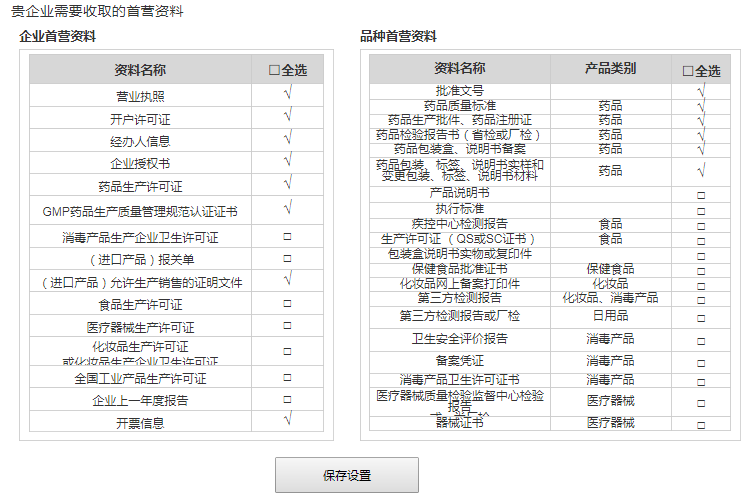 贵企业需要收取的首营资料
企业首营资料
资料名称 □全选
营业执照 √
开户许可证 √
经办人信息 √
企业授权书 √
药品生产许可证 √
GMP药品生产质量管理规范认证证书 √
消毒产品生产企业卫生许可证 □
（进口产品）报关单 □
（进口产品）允许生产销售的证明文件 √
食品生产许可证 □
医疗器械生产许可证 □
化妆品生产许可证
或化妆品生产企业卫生许可证 □
全国工业产品生产许可证 □
企业上一年度报告 □
开票信息 √
品种首营资料
资料名称 产品类别 □全选
批准文号 √
药品质量标准 药品 √
药品生产批件、药品注册证 药品 √
药品检验报告书（省检或厂检） 药品 √
药品包装盒、说明书备案 药品 √
药品包装、标签、说明书实样和
变更包装、标签、说明书材料 药品 √
产品说明书 □
执行标准 □
疾控中心检测报告 食品 □
生产许可证 （QS或SC证书） 食品 □
包装盒说明书实物或复印件 □
保健食品批准证书 保健食品 □
化妆品网上备案打印件 化妆品 □
第三方检测报告 化妆品、消毒产品 □
第三方检测报告或厂检 日用品 □
卫生安全评价报告 消毒产品 □
备案凭证 消毒产品 □
消毒产品卫生许可证书 消毒产品 □
医疗器械质量检验监督中心检验
报告 医疗器械 □
器械证书 医疗器械 □
保存设置